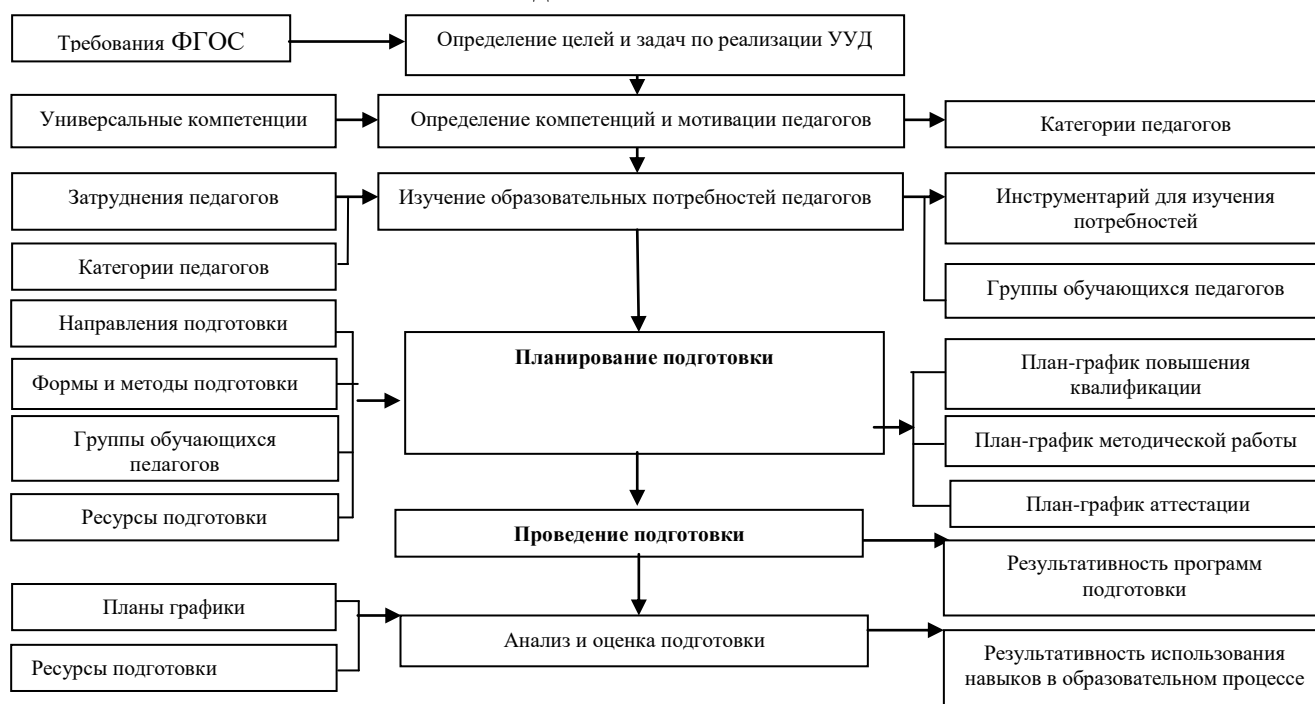 Требования ФГОС
Определение целей и задач по реализации УУД
Универсальные компетенции
Определение компетенций и мотивации педагогов
Категории педагогов
Затруднения педагогов
Изучение образовательных потребностей педагогов
Инструментарий для изучения
потребностей
Категории педагогов
Группы обучающихся педагогов
Направления подготовки
Планирование подготовки
План-график повышения
квалификации
Формы и методы подготовки
Группы обучающихся
педагогов
План-график методической работы
Ресурсы подготовки
План-график аттестации
Проведение подготовки
Результативность программ
подготовки
Планы графики
Анализ и оценка подготовки
Ресурсы подготовки
Результативность использования
навыков в образовательном процессе